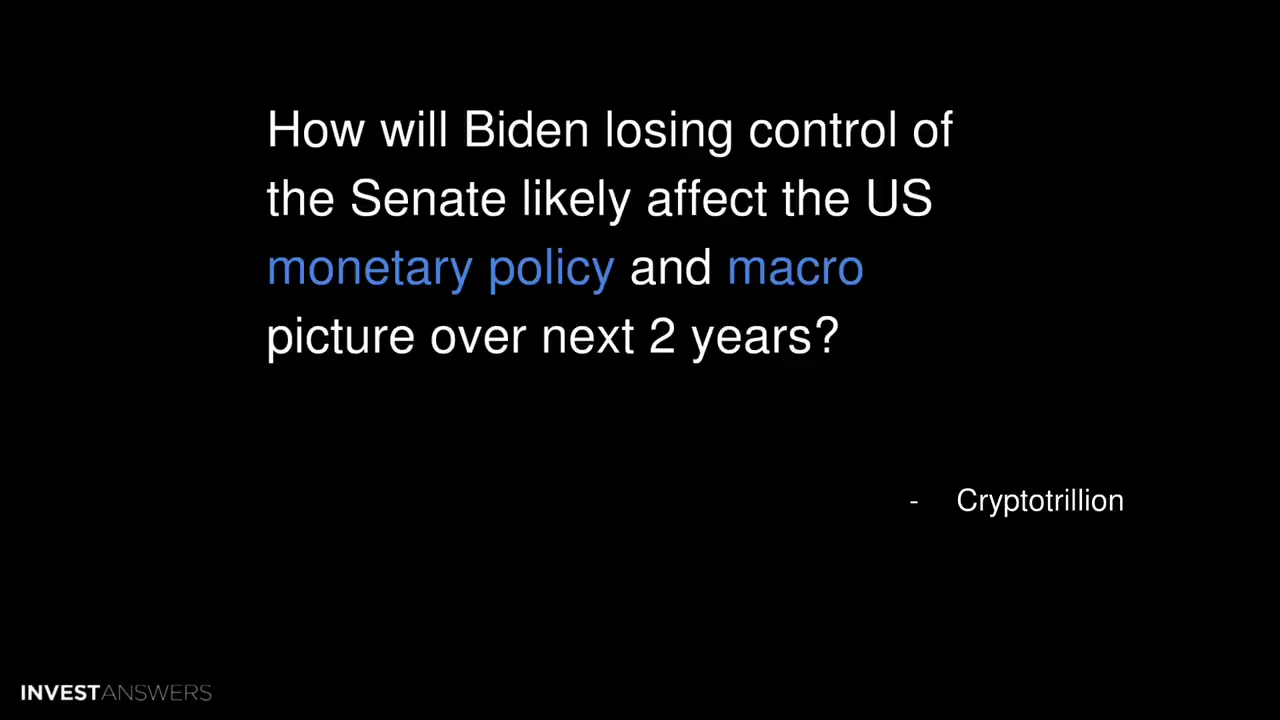 How will Biden losing control of
the Senate likely affect the US
monetary policy and macro
picture over next 2 years?
- Cryptotrillion
INVESTANSWERS